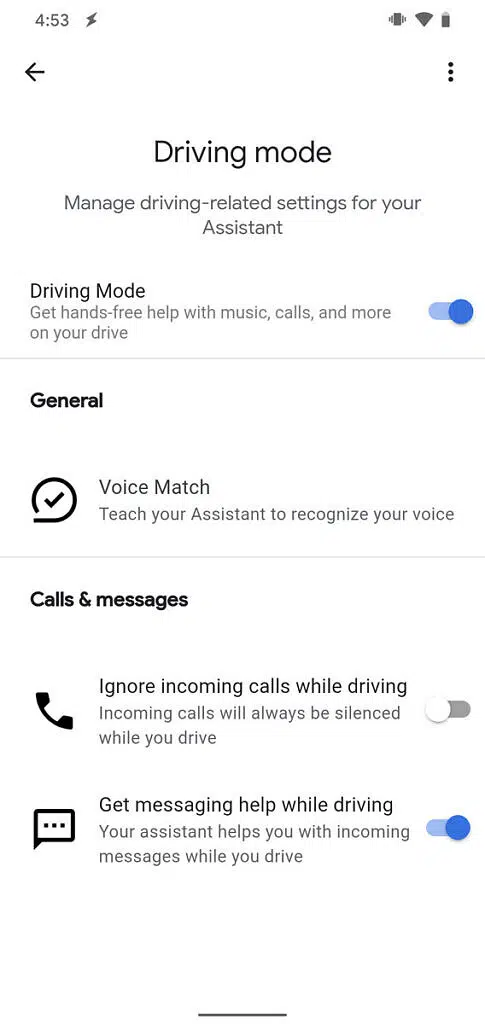 4:53
Driving mode
Manage driving-related settings for your
Assistant
Driving Mode
Get hands-free help with music, calls, and more
on your drive
General
Voice Match
Teach your Assistant to recognize your voice
Calls & messages
Ignore incoming calls while driving
Incoming calls will always be silenced
while you drive
Get messaging help while driving
Your assistant helps you with incoming
messages while you drive